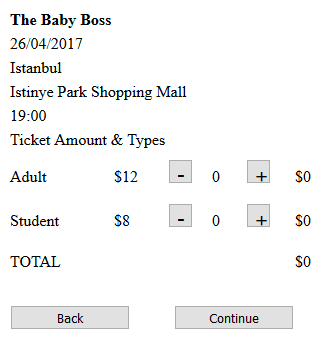 The Baby Boss
26/04/2017
Istanbul
Istinye Park Shopping Mall
19:00
Ticket Amount & Types
Adult $12 - 0 + $0
Student $8 - 0 + $0
TOTAL $0
Back Continue